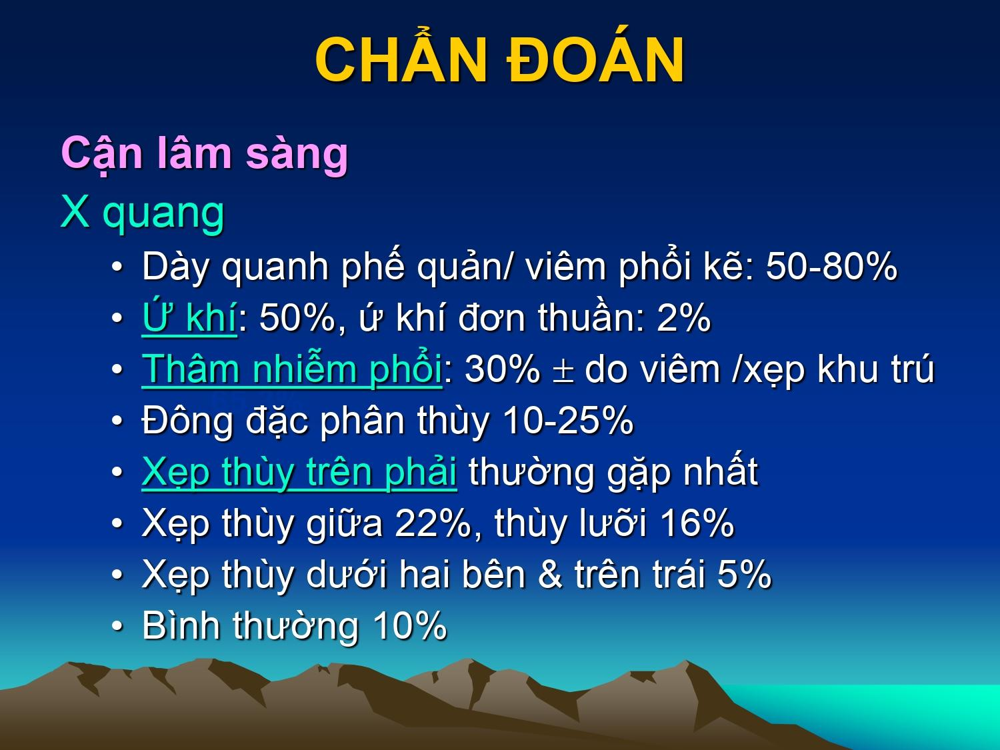 CHẨN ĐOÁN
Cận lâm sàng
X quang
• Dày quanh phế quản/ viêm phổi kẽ: 50-80%
• Ứ khí: 50%, ứ khí đơn thuần: 2%
• Thâm nhiễm phổi: 30% ± do viêm /xẹp khu trú
• Đông đặc phân thùy 10-25%
• Xẹp thùy trên phải thường gặp nhất
• Xẹp thùy giữa 22%, thùy lưỡi 16%
• Xẹp thùy dưới hai bên & trên trái 5%
• Bình thường 10%